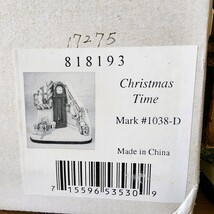 17275
818193
Christmas
Time
Mark #1038-D
Made in China
7 15596 53530 9